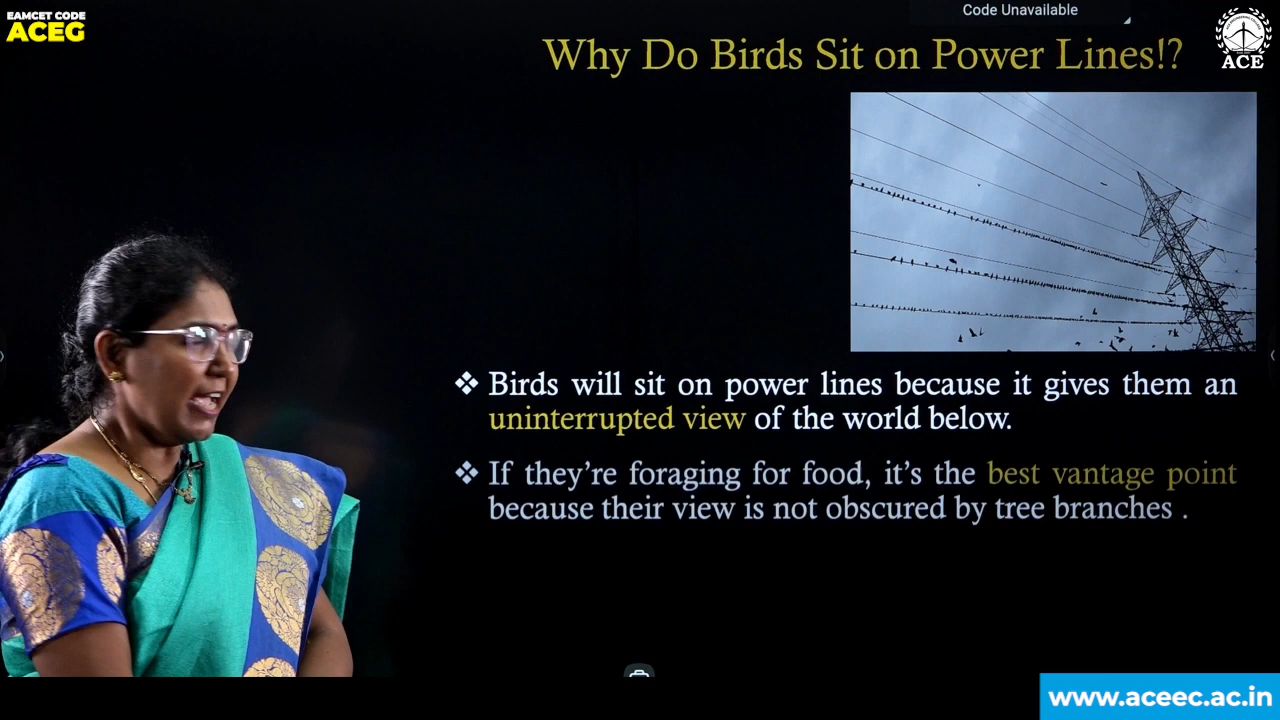 EAMCET CODE
ACEG
Code Unavailable
ACE
Why Do Birds Sit on Power Lines!?
❖ Birds will sit on power lines because it gives them an
uninterrupted view of the world below.
❖ If they’re foraging for food, it’s the best vantage point
because their view is not obscured by tree branches .
www.aceec.ac.in